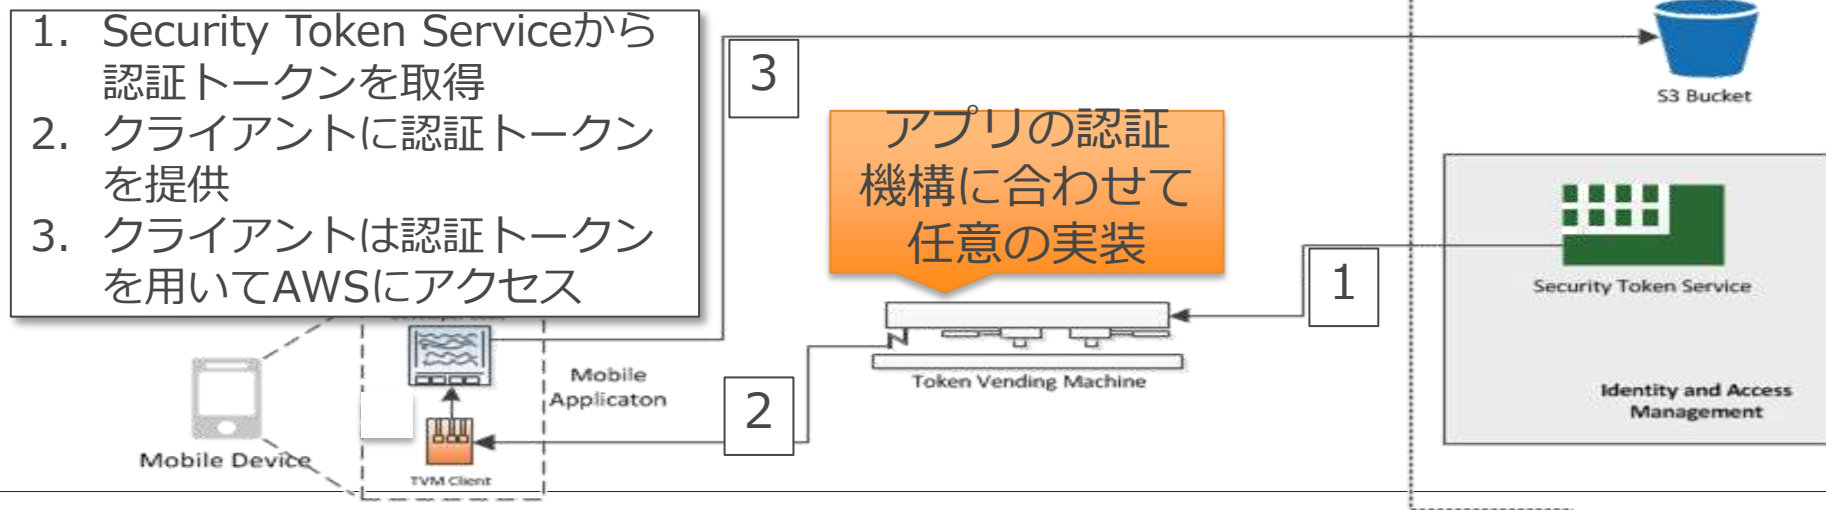 1. Security Token Serviceから
認証トークンを取得
2. クライアントに認証トークン
を提供
3. クライアントは認証トークン
を用いてAWSにアクセス
3
S3 Bucket
アプリの認証
機構に合わせて
任意の実装
1
Security Token Service
Token Vending Machine
Identity and Access
Management
Mobile
Applicaton
2
Mobile Device
TVM Client